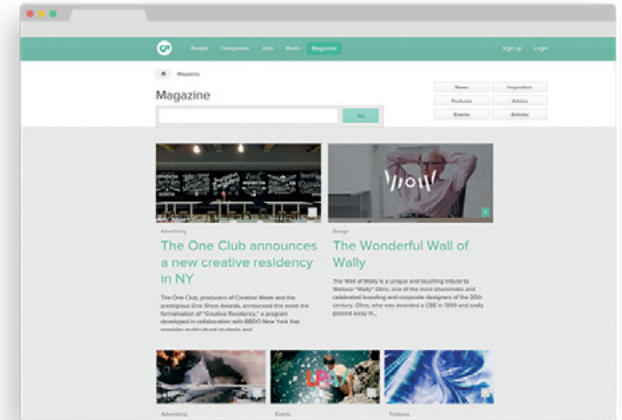 CP
People Companies Jobs Posts Magazine
Sign up Login
Magazine
Magazine
Go
News Inspiration
Features Advice
Events Articles
Wow
Advertising
The One Club announces
a new creative residency
in NY
The One Club, producers of Creative Week and the
prestigious One Show Awards, announced this week the
formalisation of "Creative Residency," a program
developed in collaboration with BBDO New York that
Design
The Wonderful Wall of
Wally
The Wall of Wally is a unique and touching tribute to
Wallace "Wally" Olins, one of the most charismatic and
celebrated branding and corporate designers of the 20th
century. Olins, who was awarded a CBE in 1999 and sadly
passed away in...
Advertising
Events
Features